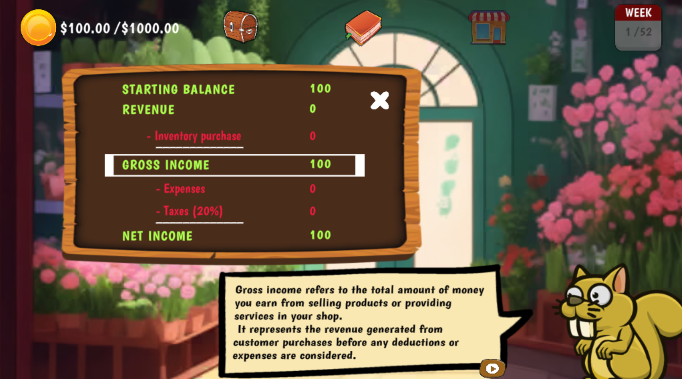 $100.00 /$1000.00
WEEK
1 /52
STARTING BALANCE 100
REVENUE 0
- Inventory purchase 0
GROSS INCOME 100
- Expenses 0
- Taxes (20%) 0
NET INCOME 100
Gross income refers to the total amount of money
you earn from selling products or providing
services in your shop.
It represents the revenue generated from
customer purchases before any deductions or
expenses are considered.